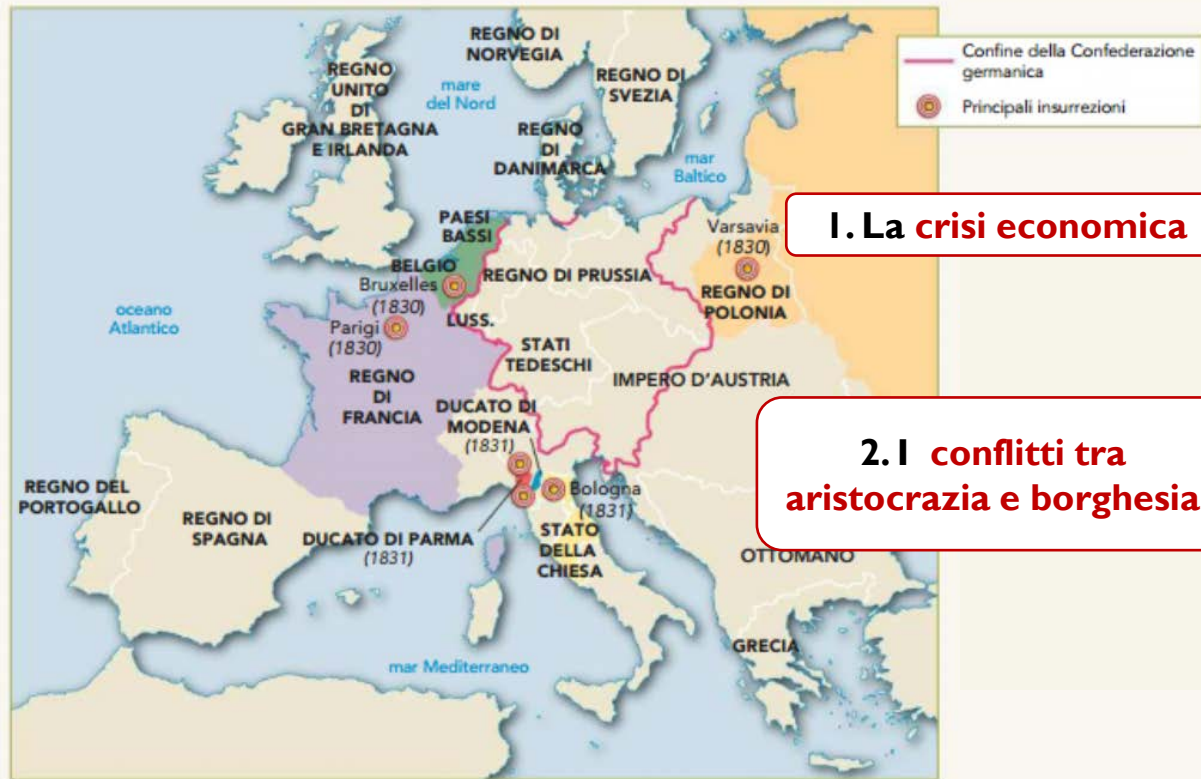 REGNO DI
NORVEGIA
REGNO DI
SVEZIA
REGNO
UNITO
DI
GRAN BRETAGNA
E IRLANDA
mare
del Nord
REGNO
DI
DANIMARCA
mar
Baltico
Confine della Confederazione
germanica
Principali insurrezioni
1. La crisi economica
PAESI
BASSI
BELGIO
Bruxelles
(1830)
REGNO DI PRUSSIA
Varsavia
(1830)
REGNO DI
POLONIA
oceano
Atlantico
Parigi
(1830)
LUSS.
STATI
TEDESCHI
IMPERO D'AUSTRIA
REGNO
DI
FRANCIA
DUCATO DI
MODENA
(1831)
2. I conflitti tra
aristocrazia e borghesia
REGNO DEL
PORTOGALLO
REGNO DI
SPAGNA
DUCATO DI PARMA
(1831)
Bologna
(1831)
STATO
DELLA
CHIESA
OTTOMANO
GRECIA
mar Mediterraneo